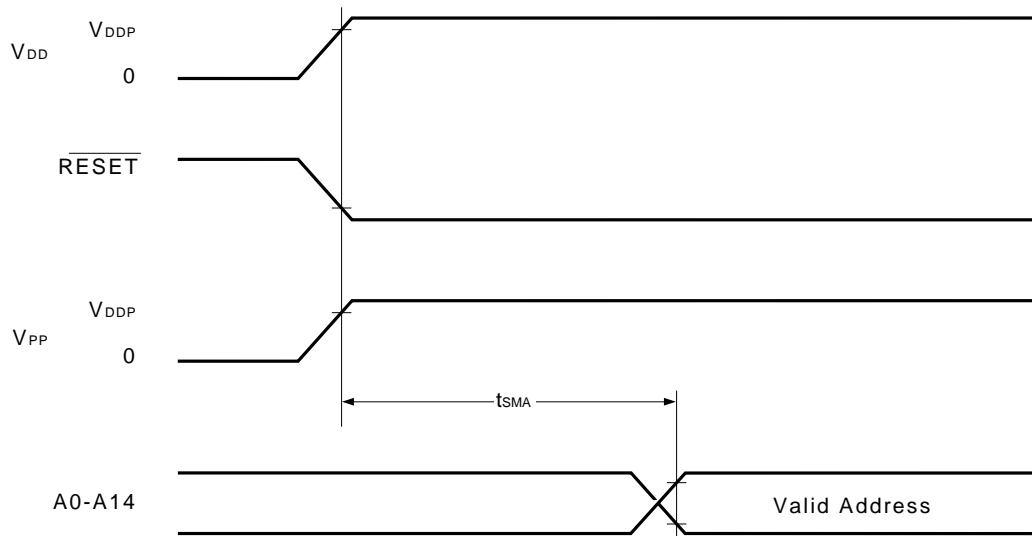 VDDP
VDD
0
RESET
VDDP
VPP
0
tSMA
A0-A14
Valid Address